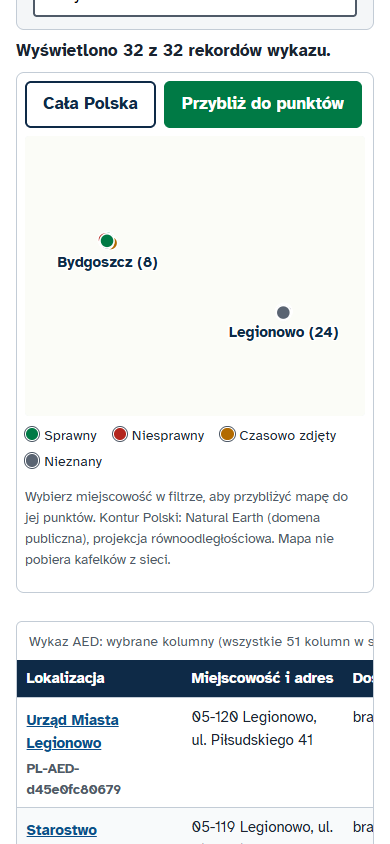 Wyświetlono 32 z 32 rekordów wykazu.
Cała Polska
Przybliż do punktów
Bydgoszcz (8)
Legionowo (24)
Sprawny
Niesprawny
Czasowo zdjęty
Nieznany
Wybierz miejscowość w filtrze, aby przybliżyć mapę do
jej punktów. Kontur Polski: Natural Earth (domena
publiczna), projekcja równoodległościowa. Mapa nie
pobiera kafelków z sieci.
Wykaz AED: wybrane kolumny (wszystkie 51 kolumn w s
Lokalizacja
Miejscowość i adres
Dos
Urząd Miasta
Legionowo
PL-AED-
d45e0fc80679
05-120 Legionowo,
ul. Piłsudskiego 41
bra
Starostwo
05-119 Legionowo, ul.
bra